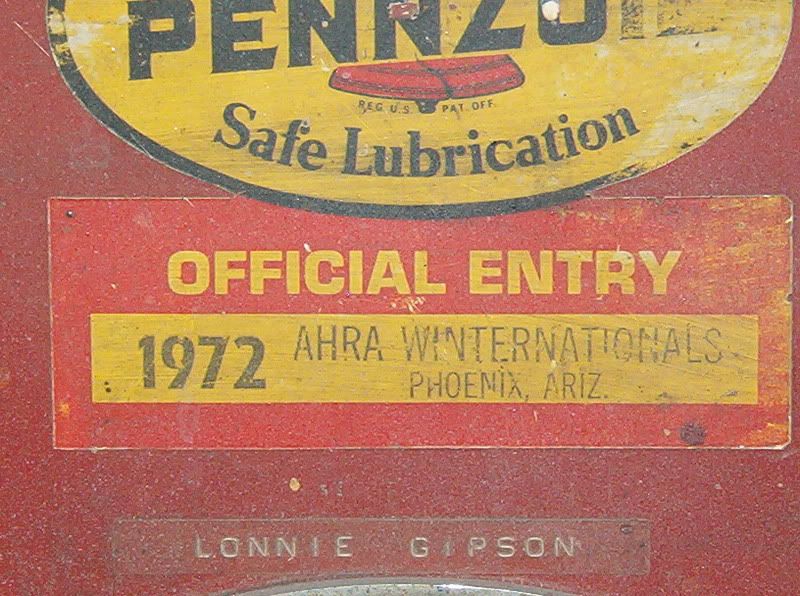 PENNZOIL
REG U.S. PAT. OFF.
Safe Lubrication
OFFICIAL ENTRY
1972 AHRA WINTERNATIONALS
PHOENIX, ARIZ.
LONNIE GIPSON